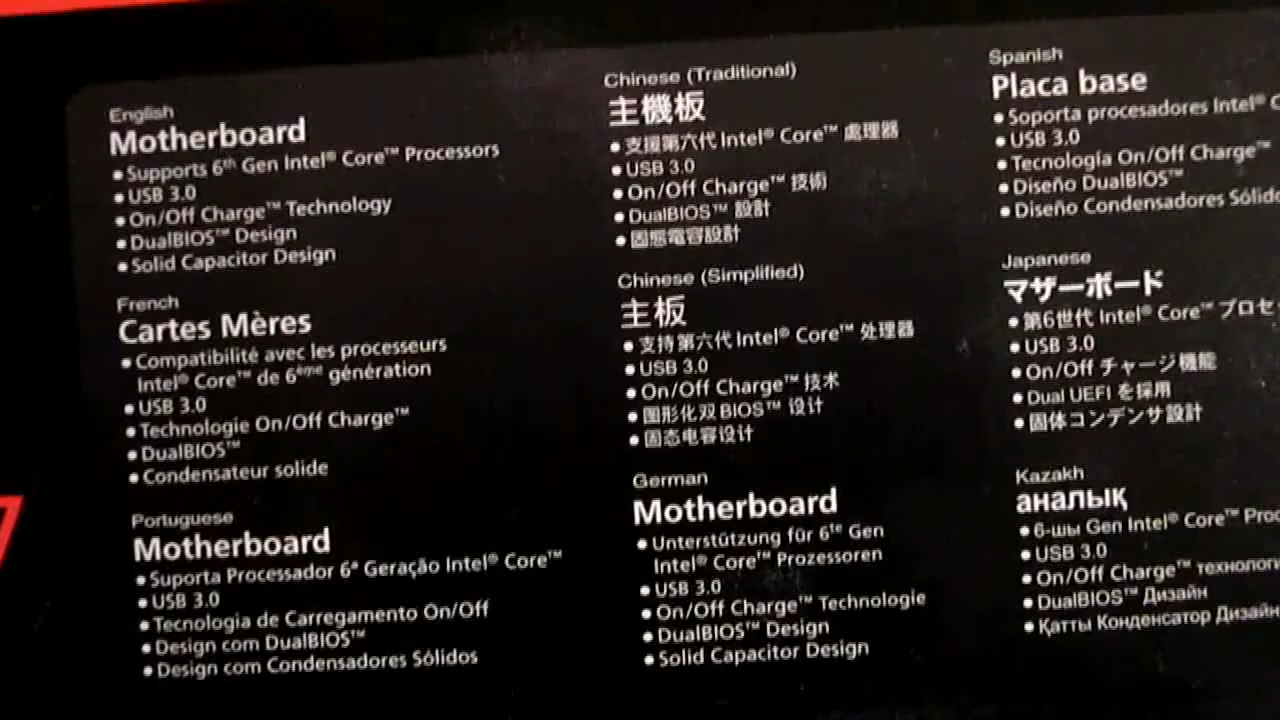 English
Motherboard
• Supports 6th Gen Intel® Core™ Processors
• USB 3.0
• On/Off Charge™ Technology
• DualBIOS™ Design
• Solid Capacitor Design
French
Cartes Mères
• Compatibilité avec les processeurs
Intel® Core™ de 6ème génération
• USB 3.0
• Technologie On/Off Charge™
• DualBIOS™
• Condensateur solide
Portuguese
Motherboard
• Suporta Processador 6ª Geração Intel® Core™
• USB 3.0
• Tecnologia de Carregamento On/Off
• Design com DualBIOS™
• Design com Condensadores Sólidos
Chinese (Traditional)
主機板
• 支援第六代 Intel® Core™ 處理器
• USB 3.0
• On/Off Charge™ 技術
• DualBIOS™ 設計
• 固態電容設計
Chinese (Simplified)
主板
• 支持第六代 Intel® Core™ 处理器
• USB 3.0
• On/Off Charge™ 技术
• 图形化双 BIOS™ 设计
• 固态电容设计
German
Motherboard
• Unterstützung für 6te Gen
Intel® Core™ Prozessoren
• USB 3.0
• On/Off Charge™ Technologie
• DualBIOS™ Design
• Solid Capacitor Design
Spanish
Placa base
• Soporta procesadores Intel® C
• USB 3.0
• Tecnología On/Off Charge™
• Diseño DualBIOS™
• Diseño Condensadores Sólido
Japanese
マザーボード
• 第6世代 Intel® Core™ プロセ
• USB 3.0
• On/Off チャージ機能
• Dual UEFI を採用
• 固体コンデンサ設計
Kazakh
аналық
• 6-шы Gen Intel® Core™ Proc
• USB 3.0
• On/Off Charge™ технологи
• DualBIOS™ Дизайн
• Қатты Конденсатор Дизайн